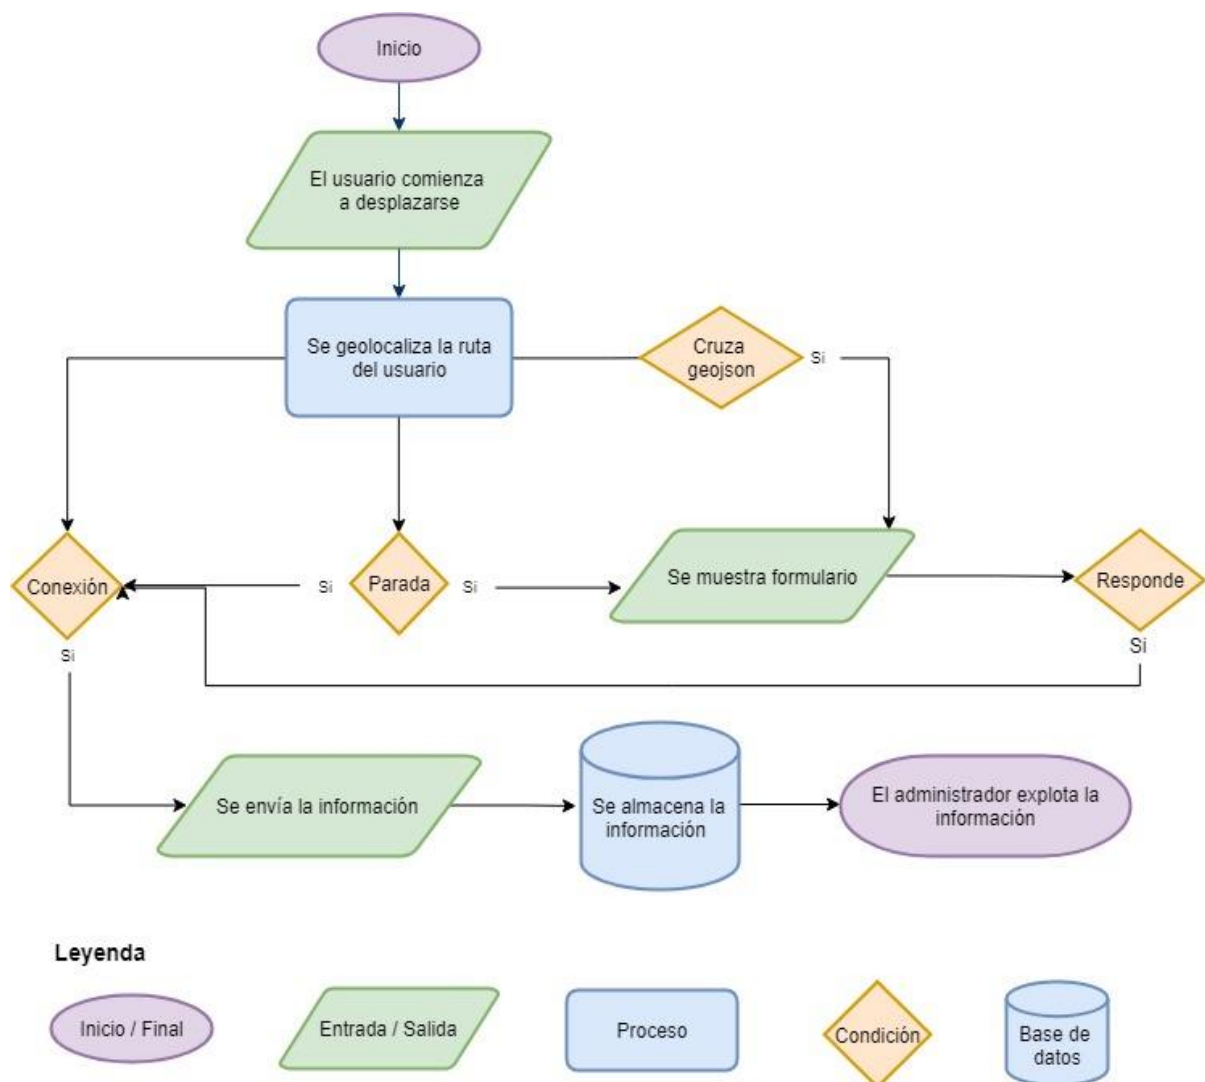 Inicio
El usuario comienza
a desplazarse
Se geolocaliza la ruta
del usuario
Cruza
geojson
Si
Conexión
Si
Parada
Si
Se muestra formulario
Responde
Si
Si
Se envía la información
Se almacena la
información
El administrador explota la
información
Leyenda
Inicio / Final
Entrada / Salida
Proceso
Condición
Base de
datos